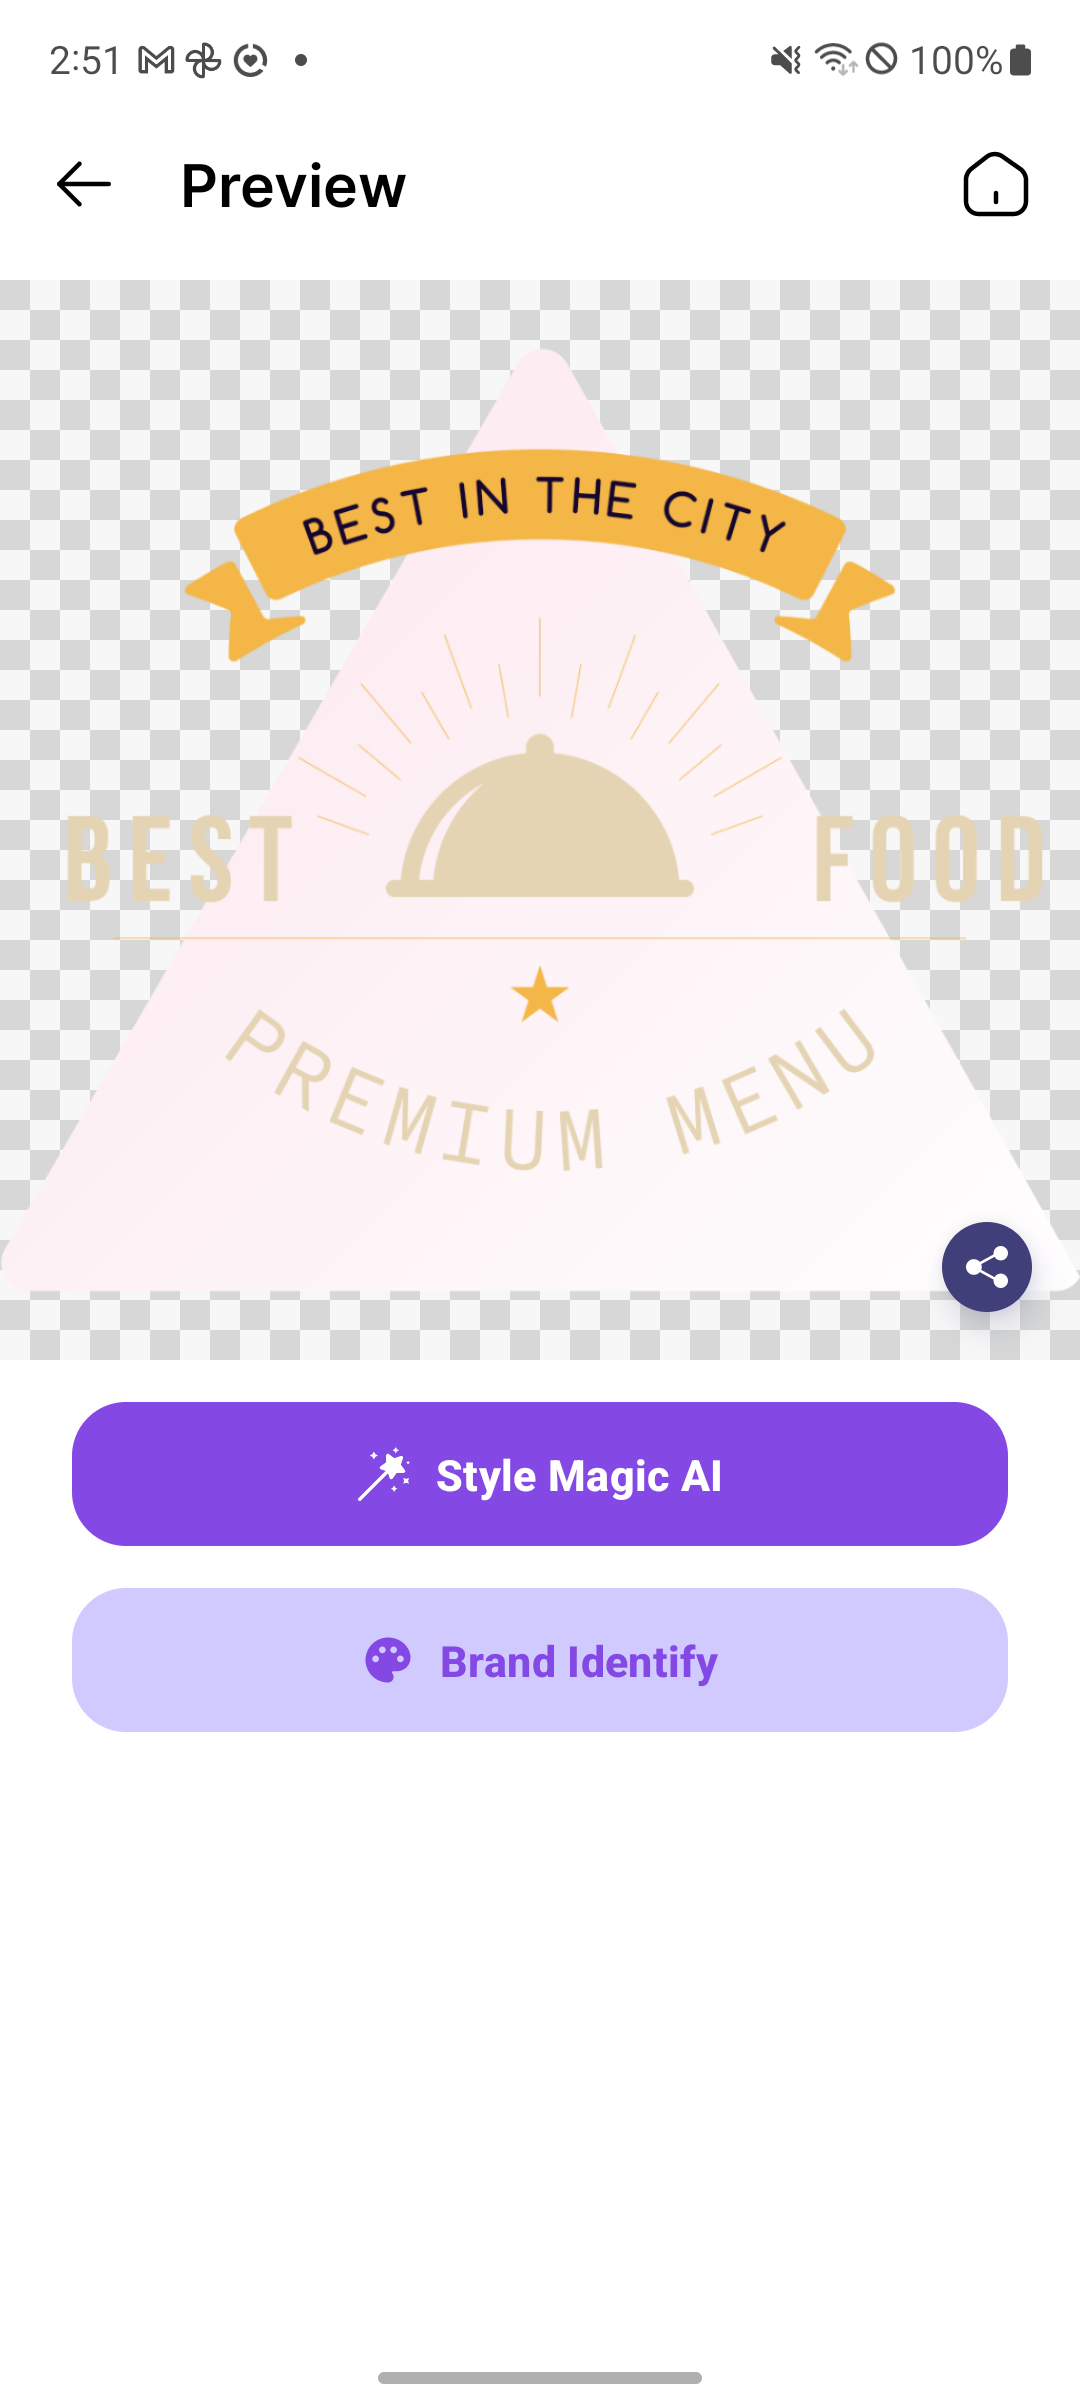 2:51
100%
Preview
BEST IN THE CITY
BEST FOOD
PREMIUM MENU
Style Magic AI
Brand Identify